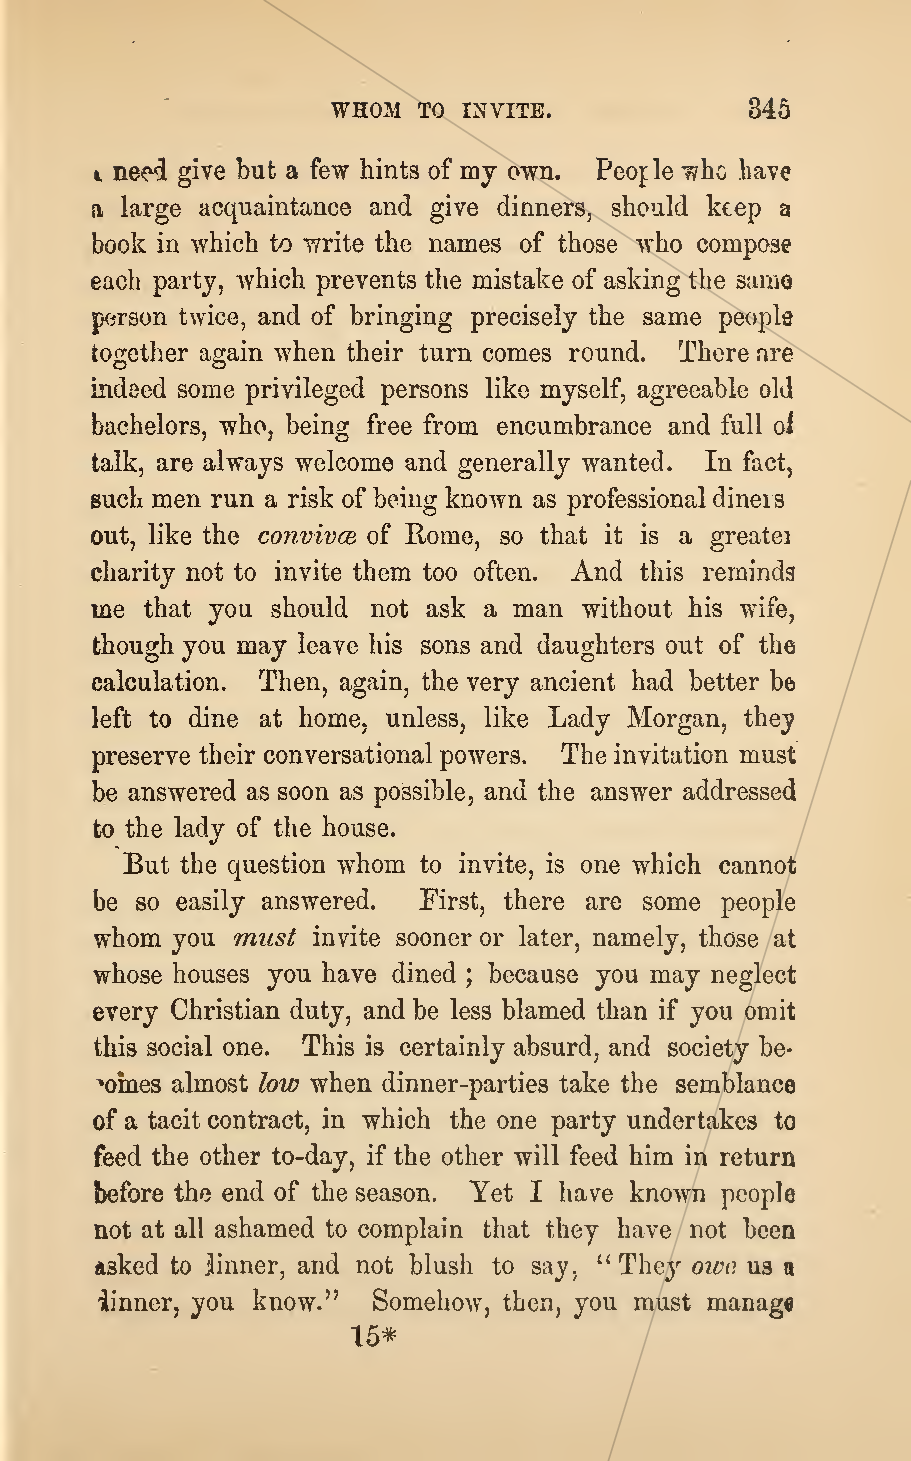 WHOM TO INVITE. 345
I need give but a few hints of my own. People who have
a large acquaintance and give dinners, should keep a
book in which to write the names of those who compose
each party, which prevents the mistake of asking the same
person twice, and of bringing precisely the same people
together again when their turn comes round. There are
indeed some privileged persons like myself, agreeable old
bachelors, who, being free from encumbrance and full of
talk, are always welcome and generally wanted. In fact,
such men run a risk of being known as professional diners
out, like the convivœ of Rome, so that it is a greater
charity not to invite them too often. And this reminds
me that you should not ask a man without his wife,
though you may leave his sons and daughters out of the
calculation. Then, again, the very ancient had better be
left to dine at home, unless, like Lady Morgan, they
preserve their conversational powers. The invitation must
be answered as soon as possible, and the answer addressed
to the lady of the house.
But the question whom to invite, is one which cannot
be so easily answered. First, there are some people
whom you must invite sooner or later, namely, those at
whose houses you have dined ; because you may neglect
every Christian duty, and be less blamed than if you omit
this social one. This is certainly absurd, and society be-
comes almost low when dinner-parties take the semblance
of a tacit contract, in which the one party undertakes to
feed the other to-day, if the other will feed him in return
before the end of the season. Yet I have known people
not at all ashamed to complain that they have not been
asked to dinner, and not blush to say, “They owe us a
dinner, you know.” Somehow, then, you must manage
15*